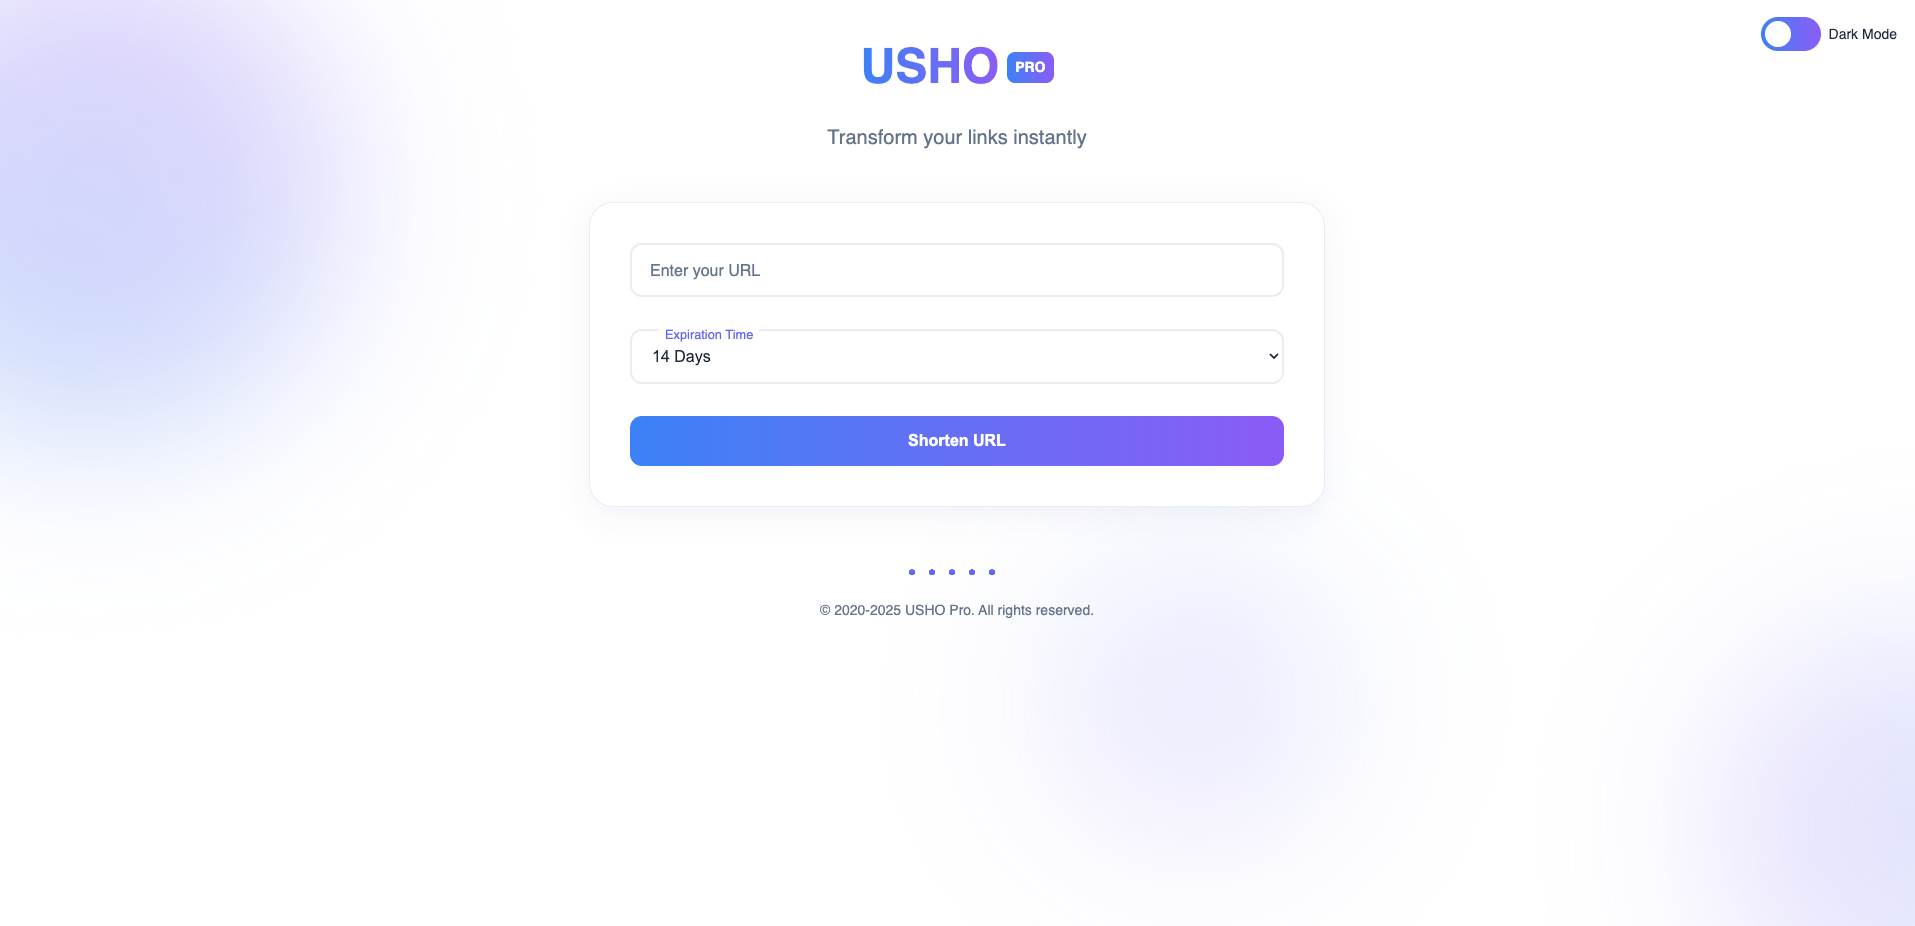 Dark Mode
USHO PRO
Transform your links instantly
Enter your URL
Expiration Time
14 Days
Shorten URL
© 2020-2025 USHO Pro. All rights reserved.